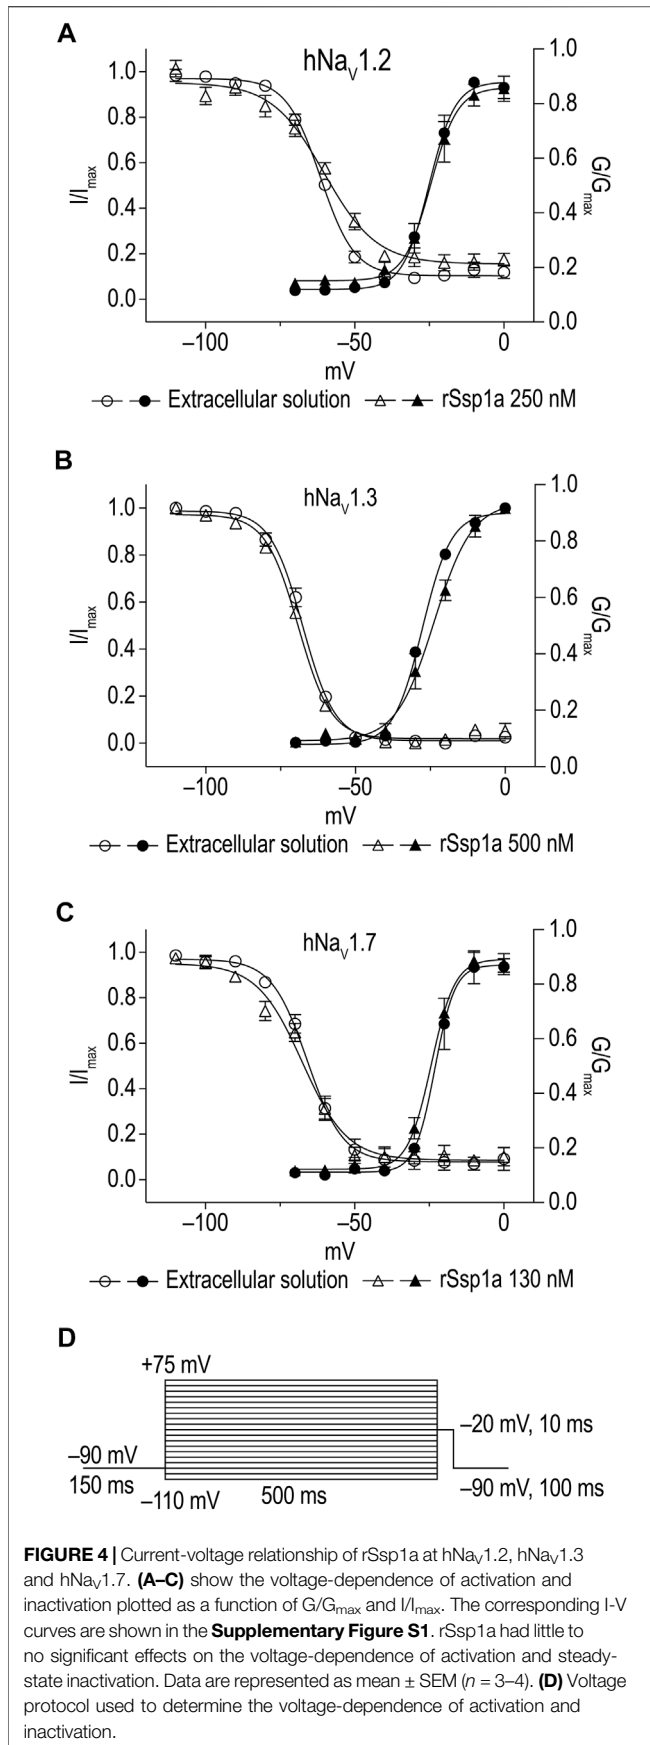 A
hNaV1.2
1.0
0.8
0.6
0.4
0.2
0.0
I/Imax
1.0
0.8
0.6
0.4
0.2
0.0
G/Gmax
–100 –50 0
mV
Extracellular solution rSsp1a 250 nM
B
hNaV1.3
1.0
0.8
0.6
0.4
0.2
0.0
I/Imax
1.0
0.8
0.6
0.4
0.2
0.0
G/Gmax
–100 –50 0
mV
Extracellular solution rSsp1a 500 nM
C
hNaV1.7
1.0
0.8
0.6
0.4
0.2
0.0
I/Imax
1.0
0.8
0.6
0.4
0.2
0.0
G/Gmax
–100 –50 0
mV
Extracellular solution rSsp1a 130 nM
D
+75 mV
–90 mV
150 ms
–110 mV
500 ms
–20 mV, 10 ms
–90 mV, 100 ms
FIGURE 4 | Current-voltage relationship of rSsp1a at hNaV1.2, hNaV1.3
and hNaV1.7. (A–C) show the voltage-dependence of activation and
inactivation plotted as a function of G/Gmax and I/Imax. The corresponding I-V
curves are shown in the Supplementary Figure S1. rSsp1a had little to
no significant effects on the voltage-dependence of activation and steady-
state inactivation. Data are represented as mean ± SEM (n = 3–4). (D) Voltage
protocol used to determine the voltage-dependence of activation and
inactivation.